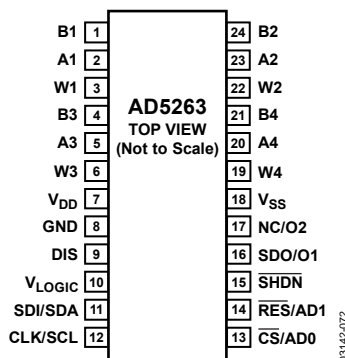 B1 1 24 B2
A1 2 23 A2
W1 3 22 W2
B3 4 21 B4
A3 5 20 A4
W3 6 19 W4
VDD 7 18 VSS
GND 8 17 NC/O2
DIS 9 16 SDO/O1
VLOGIC 10 15 SHDN
SDI/SDA 11 14 RES/AD1
CLK/SCL 12 13 CS/AD0
AD5263
TOP VIEW
(Not to Scale)
03142-072